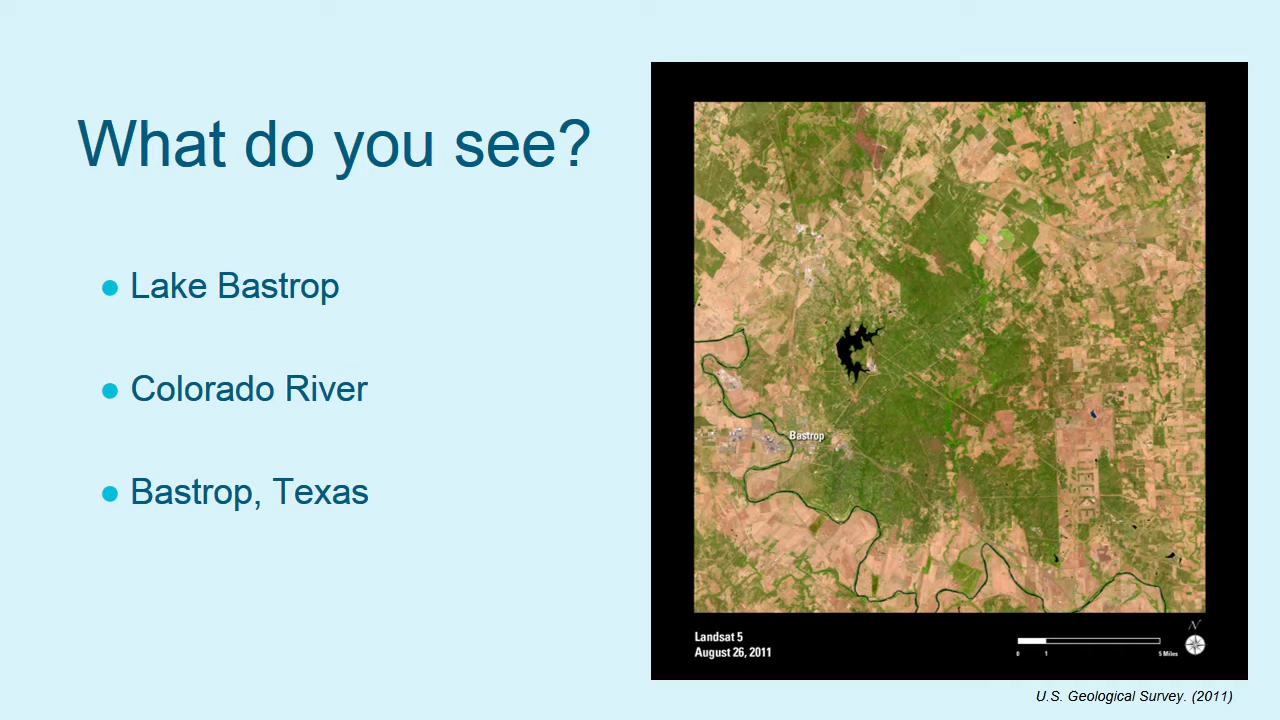 What do you see?
Lake Bastrop
Colorado River
Bastrop, Texas
Bastrop
LUECKE
Landsat 5
August 26, 2011
N
0 1 5 Miles
U.S. Geological Survey. (2011)